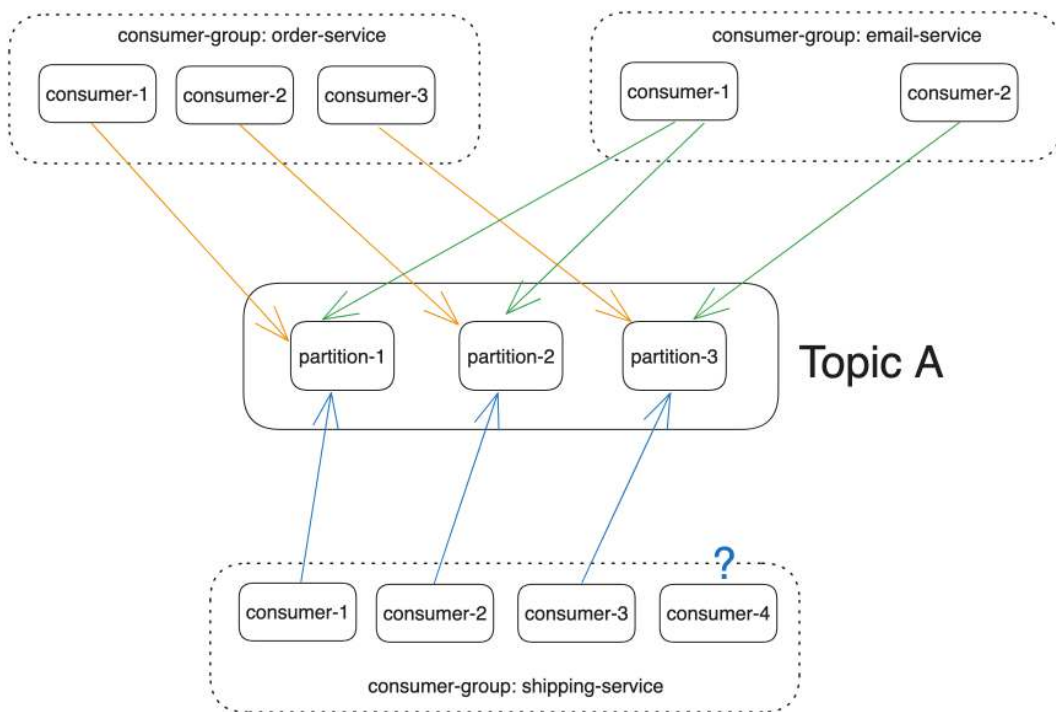 consumer-group: order-service
consumer-group: email-service
consumer-1
consumer-2
consumer-3
consumer-1
consumer-2
partition-1
partition-2
partition-3
Topic A
?
consumer-1
consumer-2
consumer-3
consumer-4
consumer-group: shipping-service